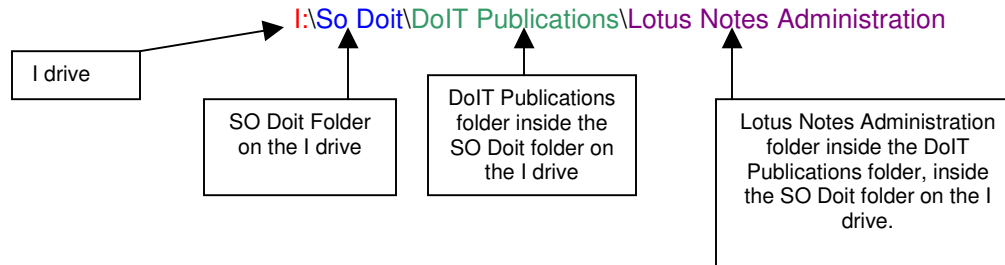 I:\So Doit\DoIT Publications\Lotus Notes Administration
I drive
SO Doit Folder
on the I drive
DoIT Publications
folder inside the
SO Doit folder on
the I drive
Lotus Notes Administration
folder inside the DoIT
Publications folder, inside
the SO Doit folder on the I
drive.